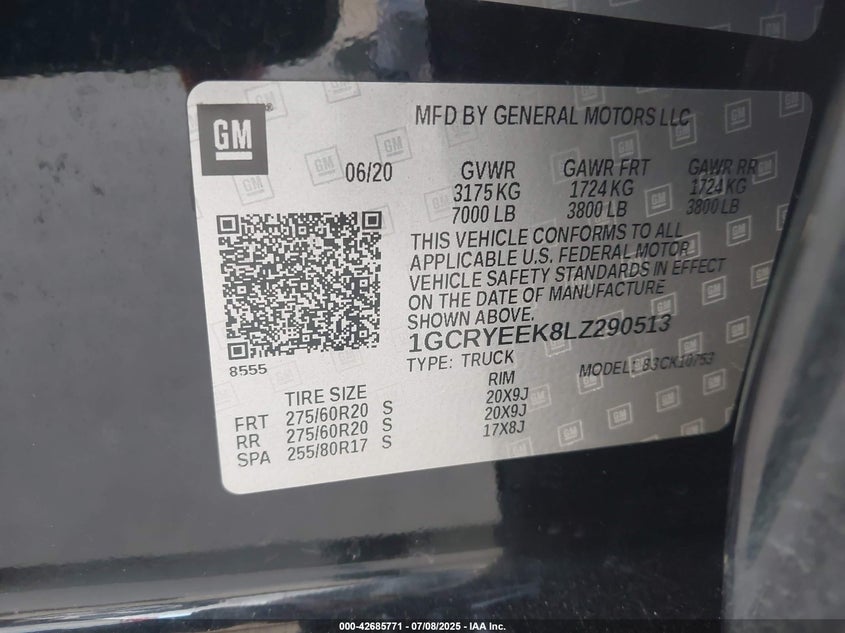 GM
MFD BY GENERAL MOTORS LLC
06/20
GVWR GAWR FRT GAWR RR
3175 KG 1724 KG 1724 KG
7000 LB 3800 LB 3800 LB
THIS VEHICLE CONFORMS TO ALL
APPLICABLE U.S. FEDERAL MOTOR
VEHICLE SAFETY STANDARDS IN EFFECT
ON THE DATE OF MANUFACTURE
SHOWN ABOVE.
1GCRYEEK8LZ290513
8555
TYPE: TRUCK MODEL: 83CK10753
TIRE SIZE RIM
FRT 275/60R20 S 20X9J
RR 275/60R20 S 20X9J
SPA 255/80R17 S 17X8J
000-42685771 - 07/08/2025 - IAA Inc.